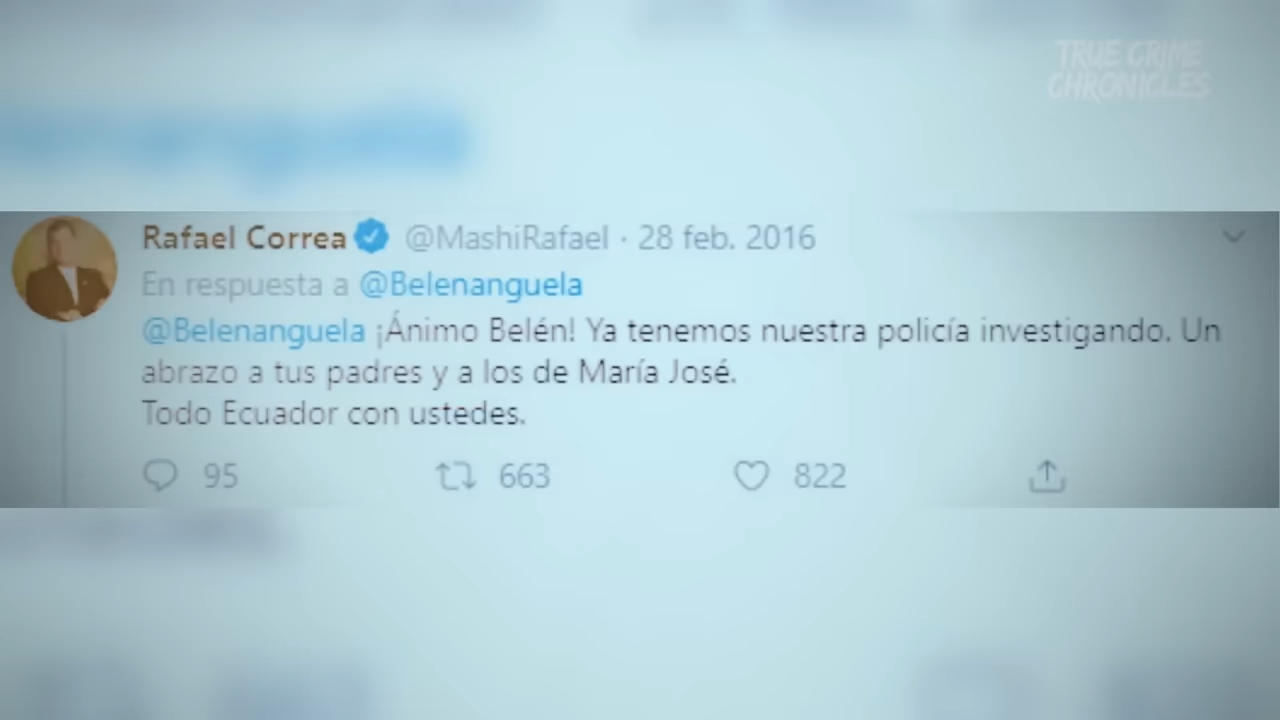 TRUE CRIME
CHRONICLES
Rafael Correa @MashiRafael · 28 feb. 2016
En respuesta a @Belenanguela
@Belenanguela ¡Ánimo Belén! Ya tenemos nuestra policía investigando. Un
abrazo a tus padres y a los de María José.
Todo Ecuador con ustedes.
95 663 822